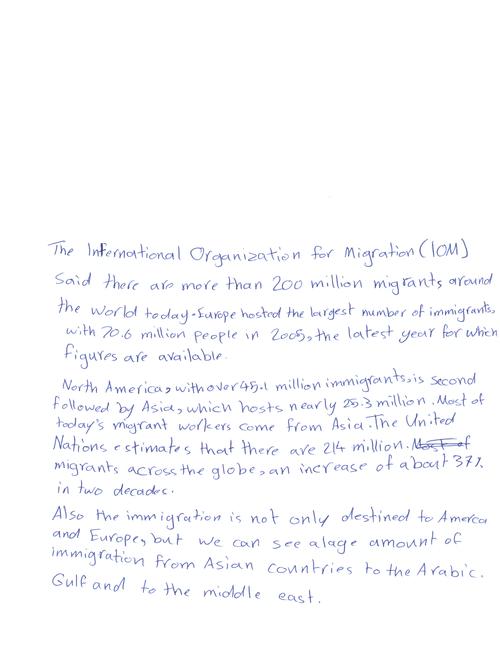 The International Organization for Migration (IOM)
Said there are more than 200 million migrants around
the world today. Europe hosted the largest number of immigrants,
with 70.6 million people in 2005, the latest year for which
figures are available.
North America, with over 45.1 million immigrants, is second
followed by Asia, which hosts nearly 25.3 million. Most of
today's migrant workers come from Asia. The United
Nations estimates that there are 214 million. Most of
migrants across the globe, an increase of about 37%
in two decades.
Also the immigration is not only destined to Amerca
and Europe, but we can see alage amount of
immigration from Asian countries to the Arabic.
Gulf and to the middle east.